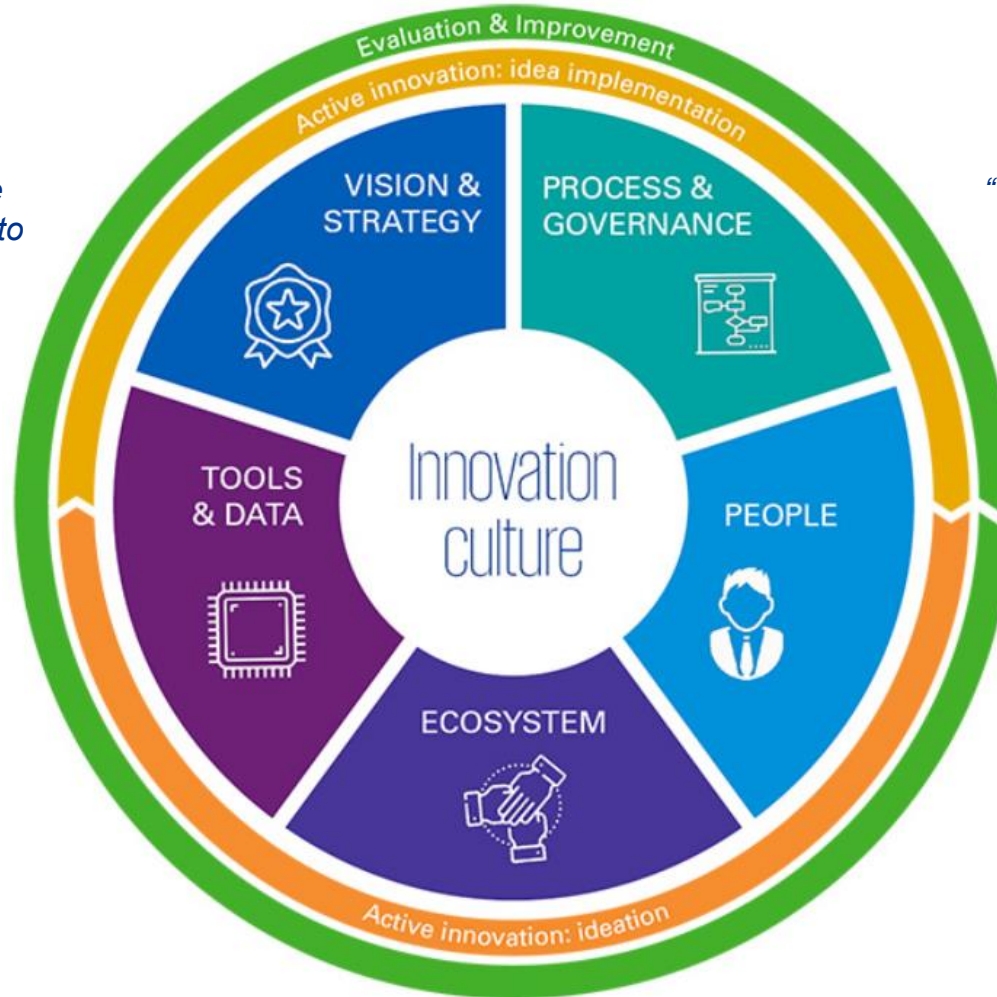 Evaluation & Improvement
Active innovation: idea implementation
VISION &
STRATEGY
PROCESS &
GOVERNANCE
e
to
“
TOOLS
& DATA
Innovation
culture
PEOPLE
ECOSYSTEM
Active innovation: ideation